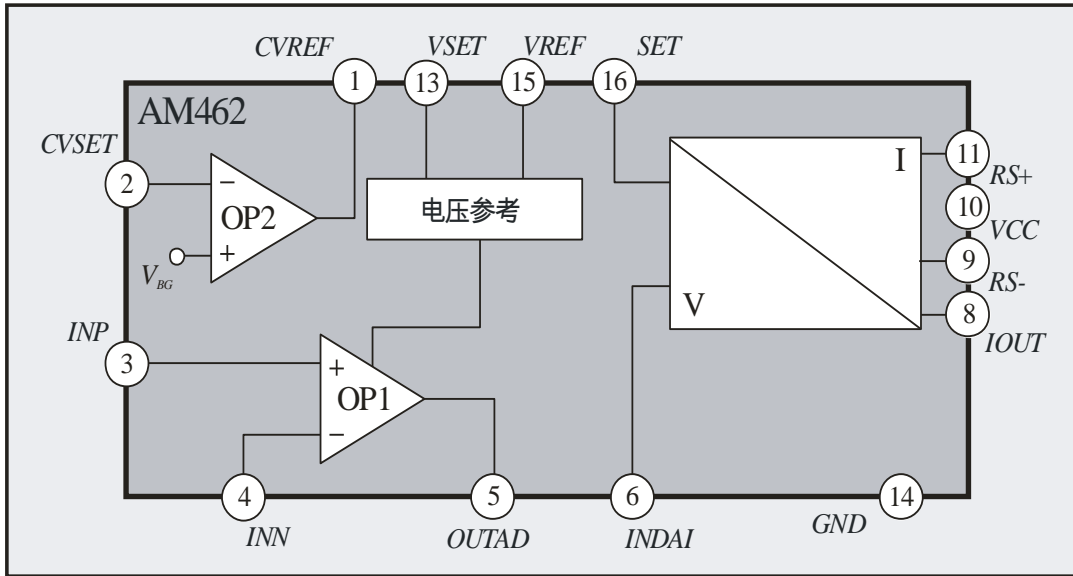 CVREF VSET VREF SET
1 13 15 16
AM462
CVSET
2
− OP2 +
VBG
电压参考
I
V
11
RS+
10
VCC
9
RS-
8
IOUT
INP
3
+ OP1 −
4 5 6 14
INN OUTAD INDAI GND